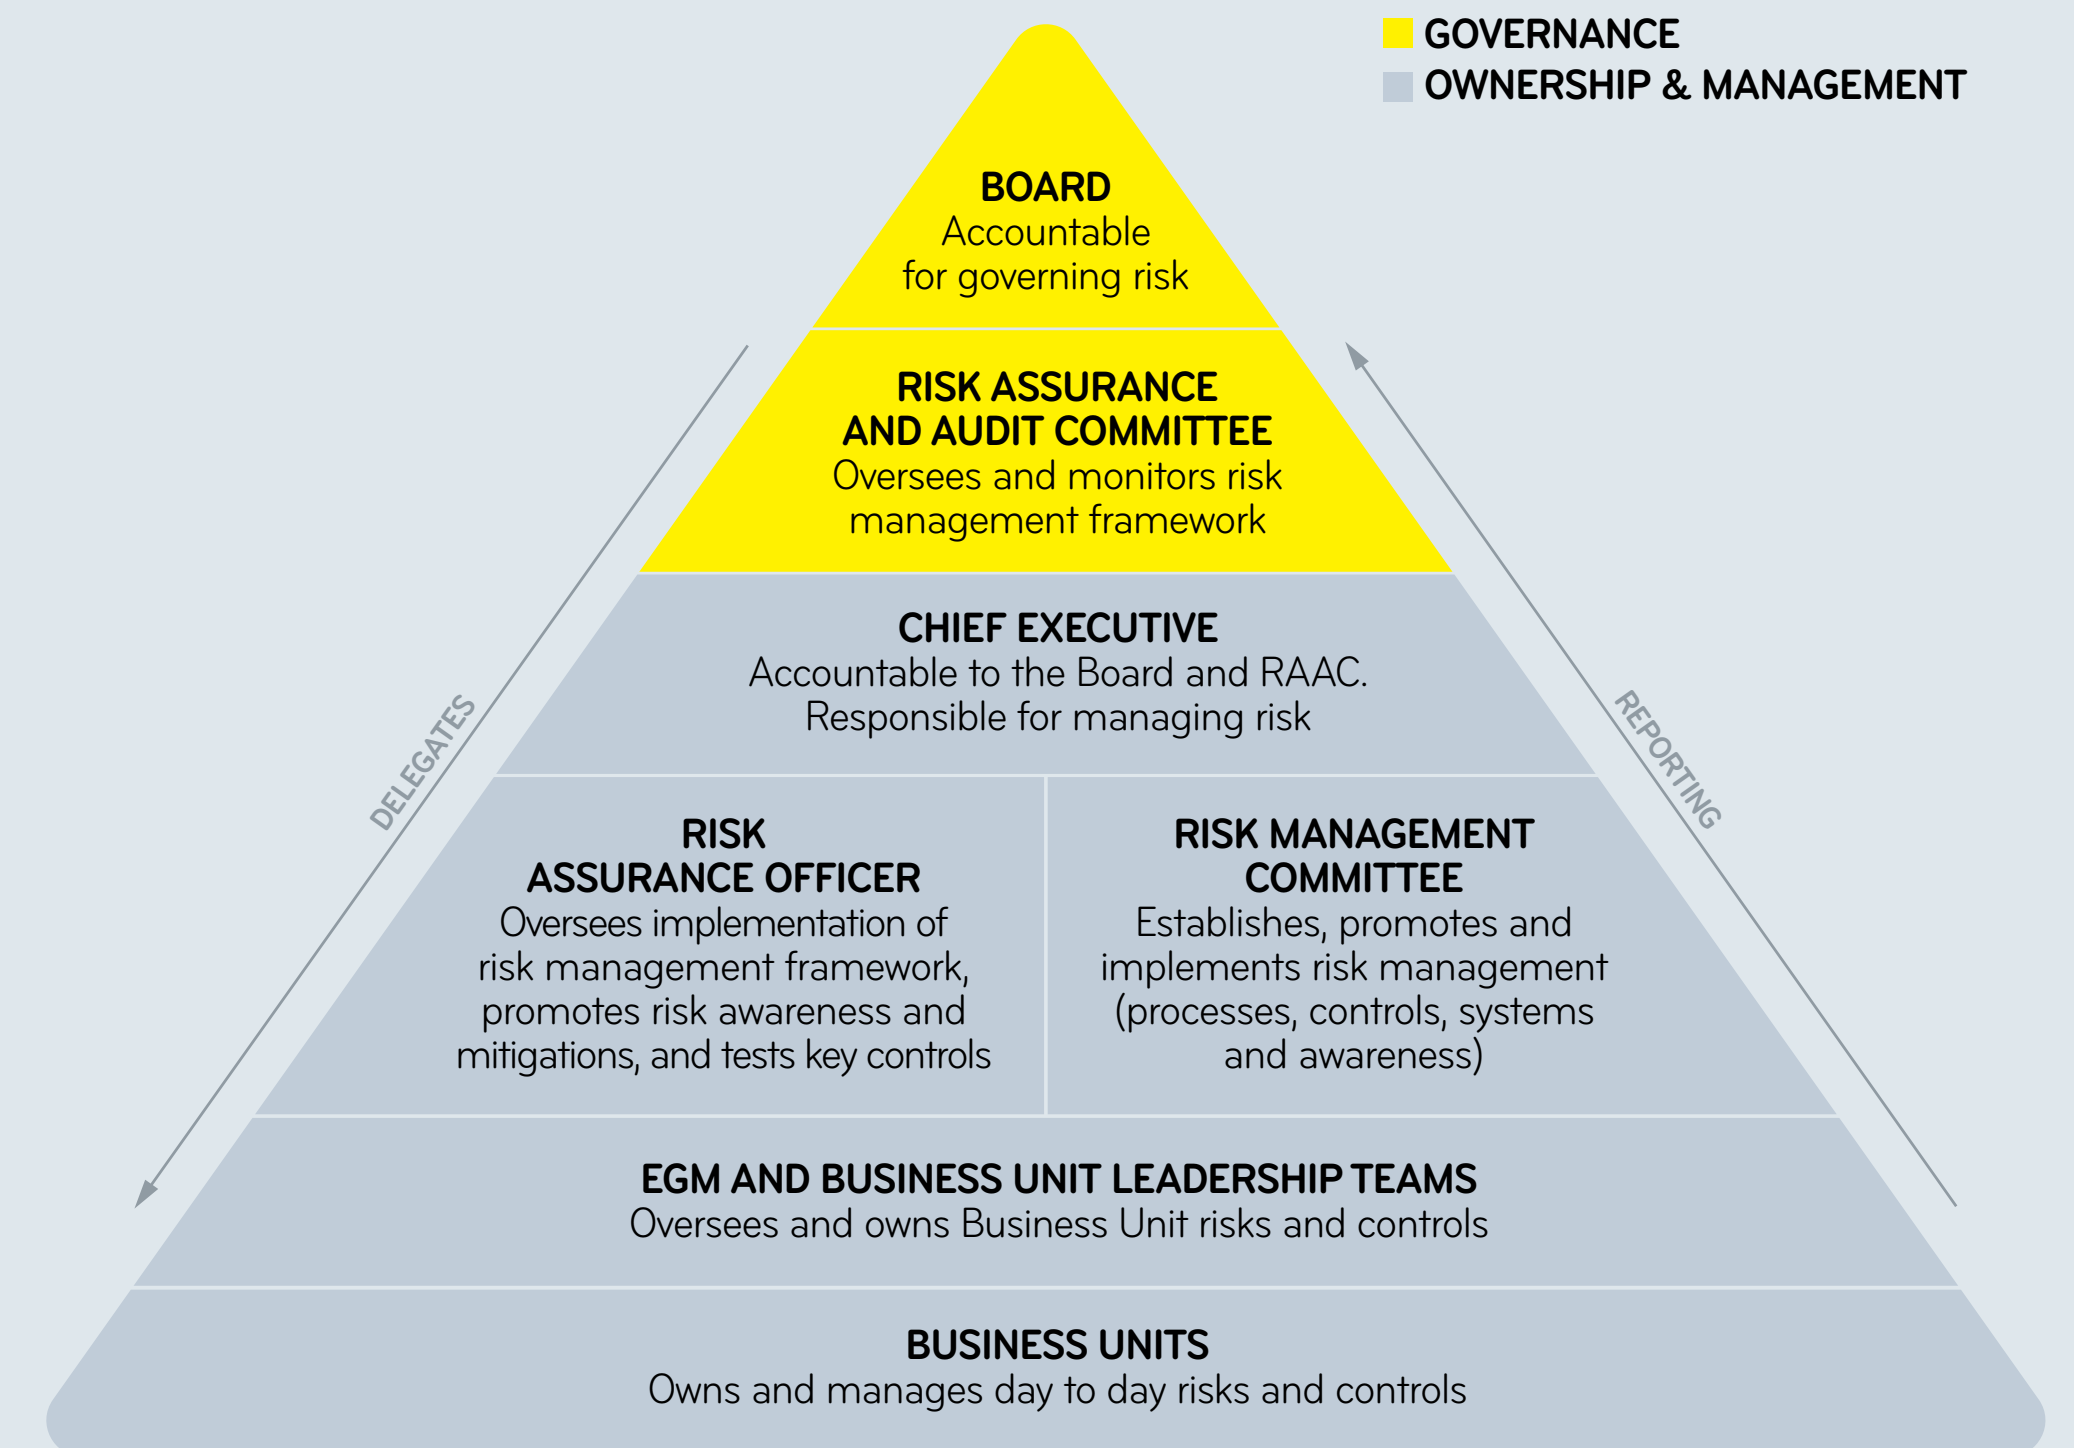 GOVERNANCE
OWNERSHIP & MANAGEMENT
BOARD
Accountable
for governing risk
RISK ASSURANCE
AND AUDIT COMMITTEE
Oversees and monitors risk
management framework
CHIEF EXECUTIVE
Accountable to the Board and RAAC.
Responsible for managing risk
DELEGATES
REPORTING
RISK
ASSURANCE OFFICER
Oversees implementation of
risk management framework,
promotes risk awareness and
mitigations, and tests key controls
RISK MANAGEMENT
COMMITTEE
Establishes, promotes and
implements risk management
(processes, controls, systems
and awareness)
EGM AND BUSINESS UNIT LEADERSHIP TEAMS
Oversees and owns Business Unit risks and controls
BUSINESS UNITS
Owns and manages day to day risks and controls